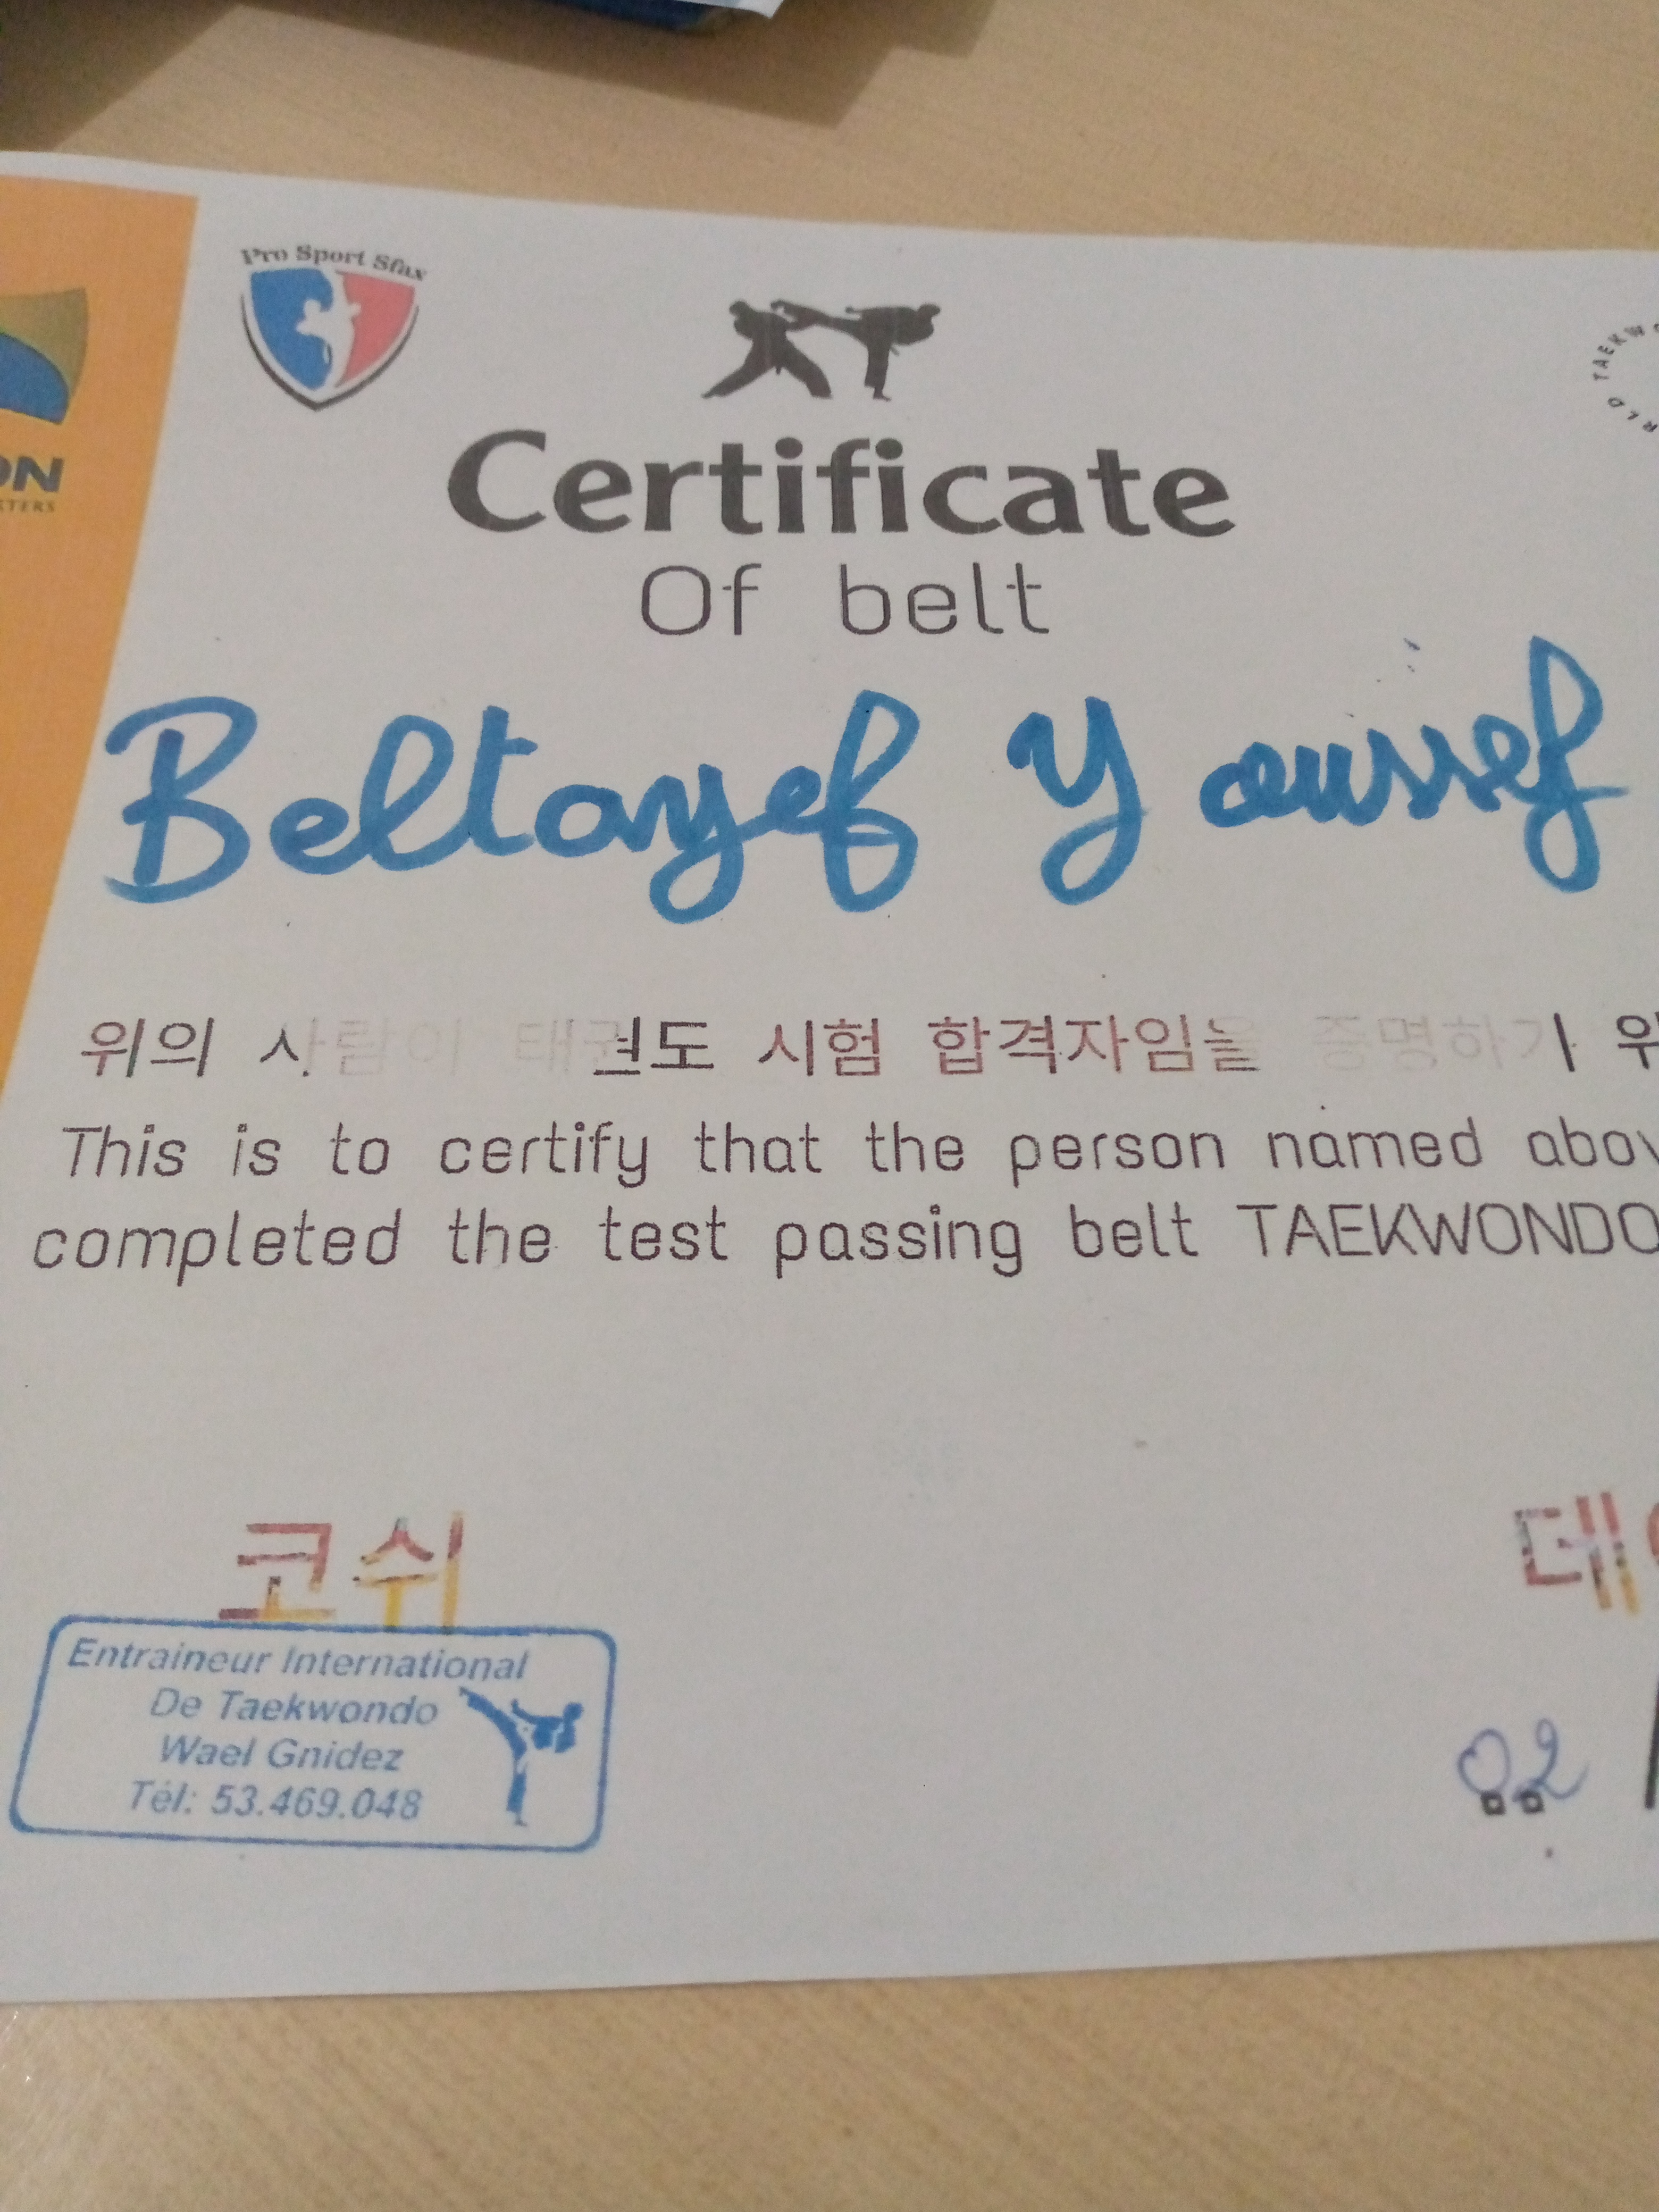 Pro Sport Sfax
Certificate
Of belt
Beltayef Youssef
위의 사람이 태권도 시험 합격자임을 증명하기
This is to certify that the person named
completed the test passing belt TAEKWONDO
코쉬
Entraineur International
De Taekwondo
Wael Gnidez
Tél: 53.469.048
02